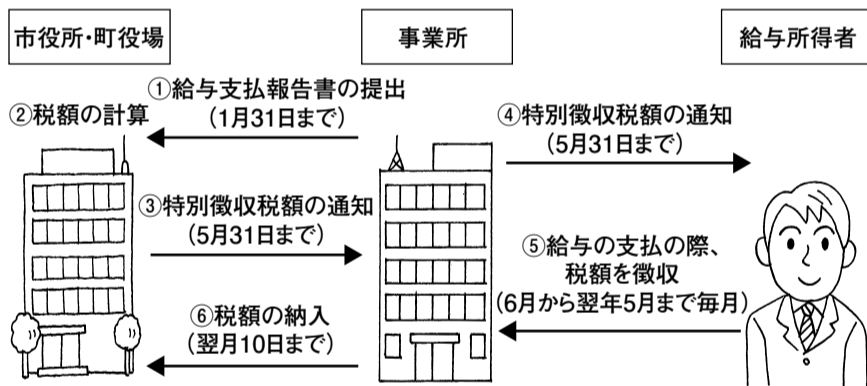 市役所・町役場
事業所
給与所得者
①給与支払報告書の提出
(1月31日まで)
②税額の計算
④特別徴収税額の通知
(5月31日まで)
③特別徴収税額の通知
(5月31日まで)
⑤給与の支払の際、
税額を徴収
(6月から翌年5月まで毎月)
⑥税額の納入
(翌月10日まで)